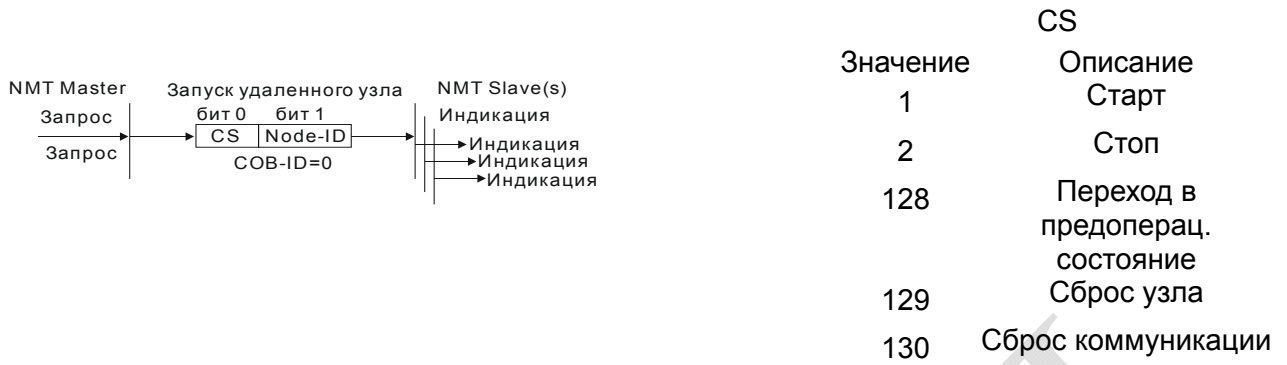 NMT Master
Запуск удаленного узла
NMT Slave(s)
Запрос
бит 0 бит 1
Индикация
CS Node-ID
Запрос
COB-ID=0
Индикация
Индикация
Индикация
CS
Значение Описание
1 Старт
2 Стоп
128 Переход в
предоперац.
состояние
129 Сброс узла
130 Сброс коммуникации